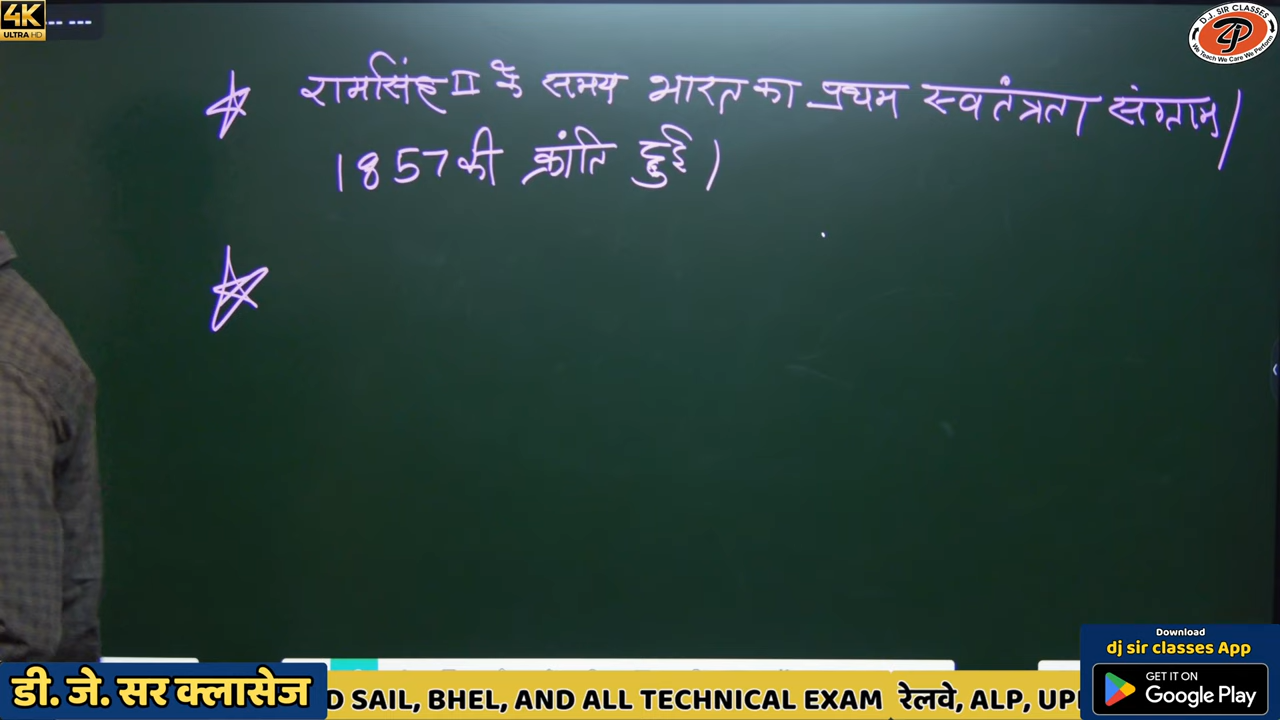 4K
ULTRA HD
D.J. SIR CLASSES
We Teach We Care We Perform
रामसिंह II के समय भारत का प्रथम स्वतंत्रता संग्राम/
1857 की क्रांति हुई।
Download
dj sir classes App
GET IT ON
Google Play
डी. जे. सर क्लासेज
D SAIL, BHEL, AND ALL TECHNICAL EXAM रेलवे, ALP, UP